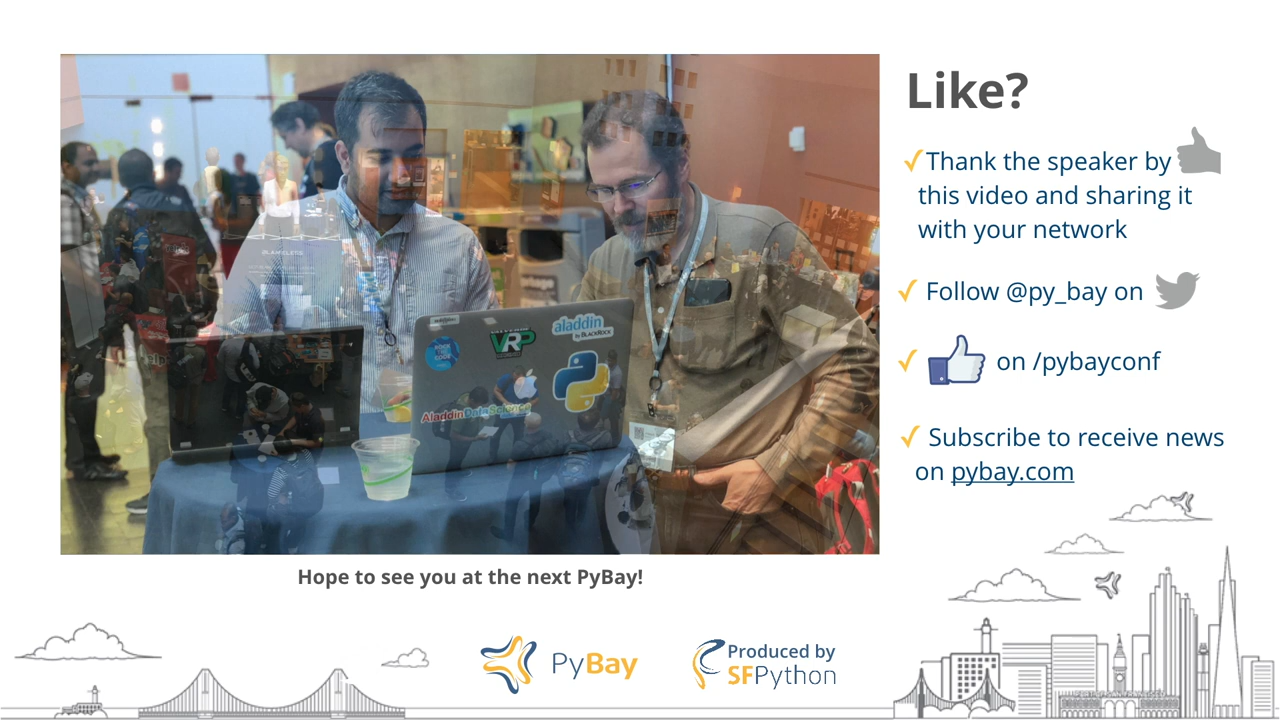 Like?
Thank the speaker by
this video and sharing it
with your network
Follow @py_bay on
on /pybayconf
Subscribe to receive news
on pybay.com
VRP
aladdin
by BLACKROCK
AladdinDataScience
Hope to see you at the next PyBay!
PyBay
Produced by
SFPython